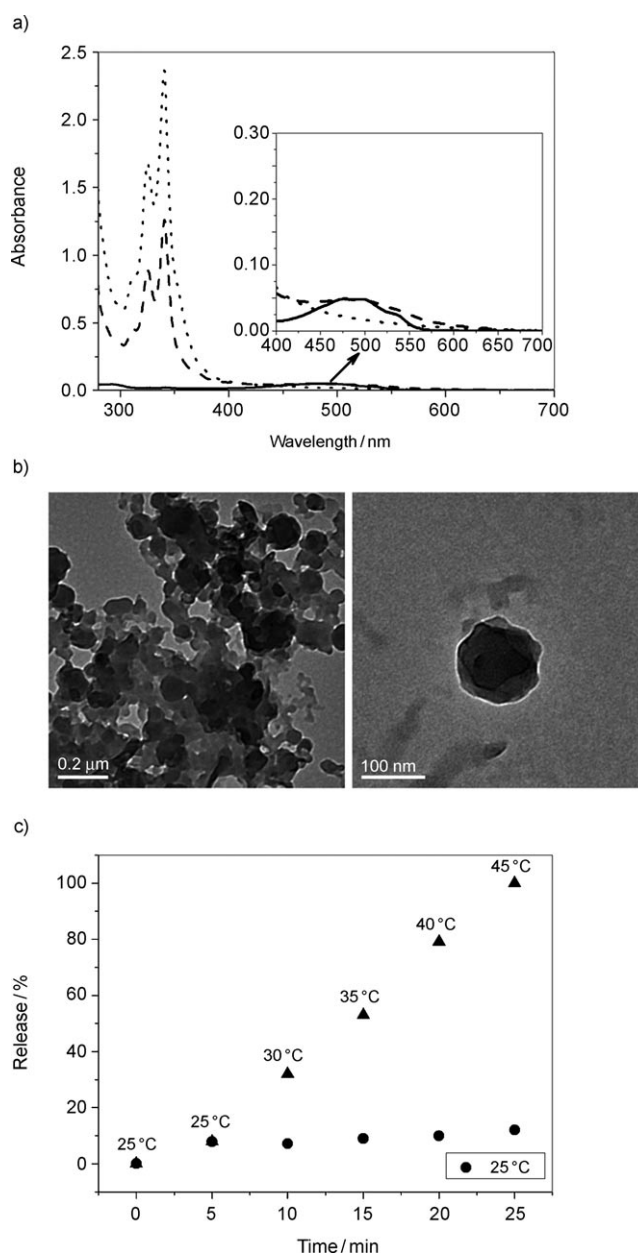 a)
2.5
2.0
1.5
1.0
0.5
0.0
Absorbance
300 400 500 600 700
Wavelength / nm
0.30
0.20
0.10
0.00
400 450 500 550 600 650 700
b)
0.2 µm
100 nm
c)
100
80
60
40
20
0
Release / %
25 °C
25 °C
30 °C
35 °C
40 °C
45 °C
25 °C
0 5 10 15 20 25
Time / min